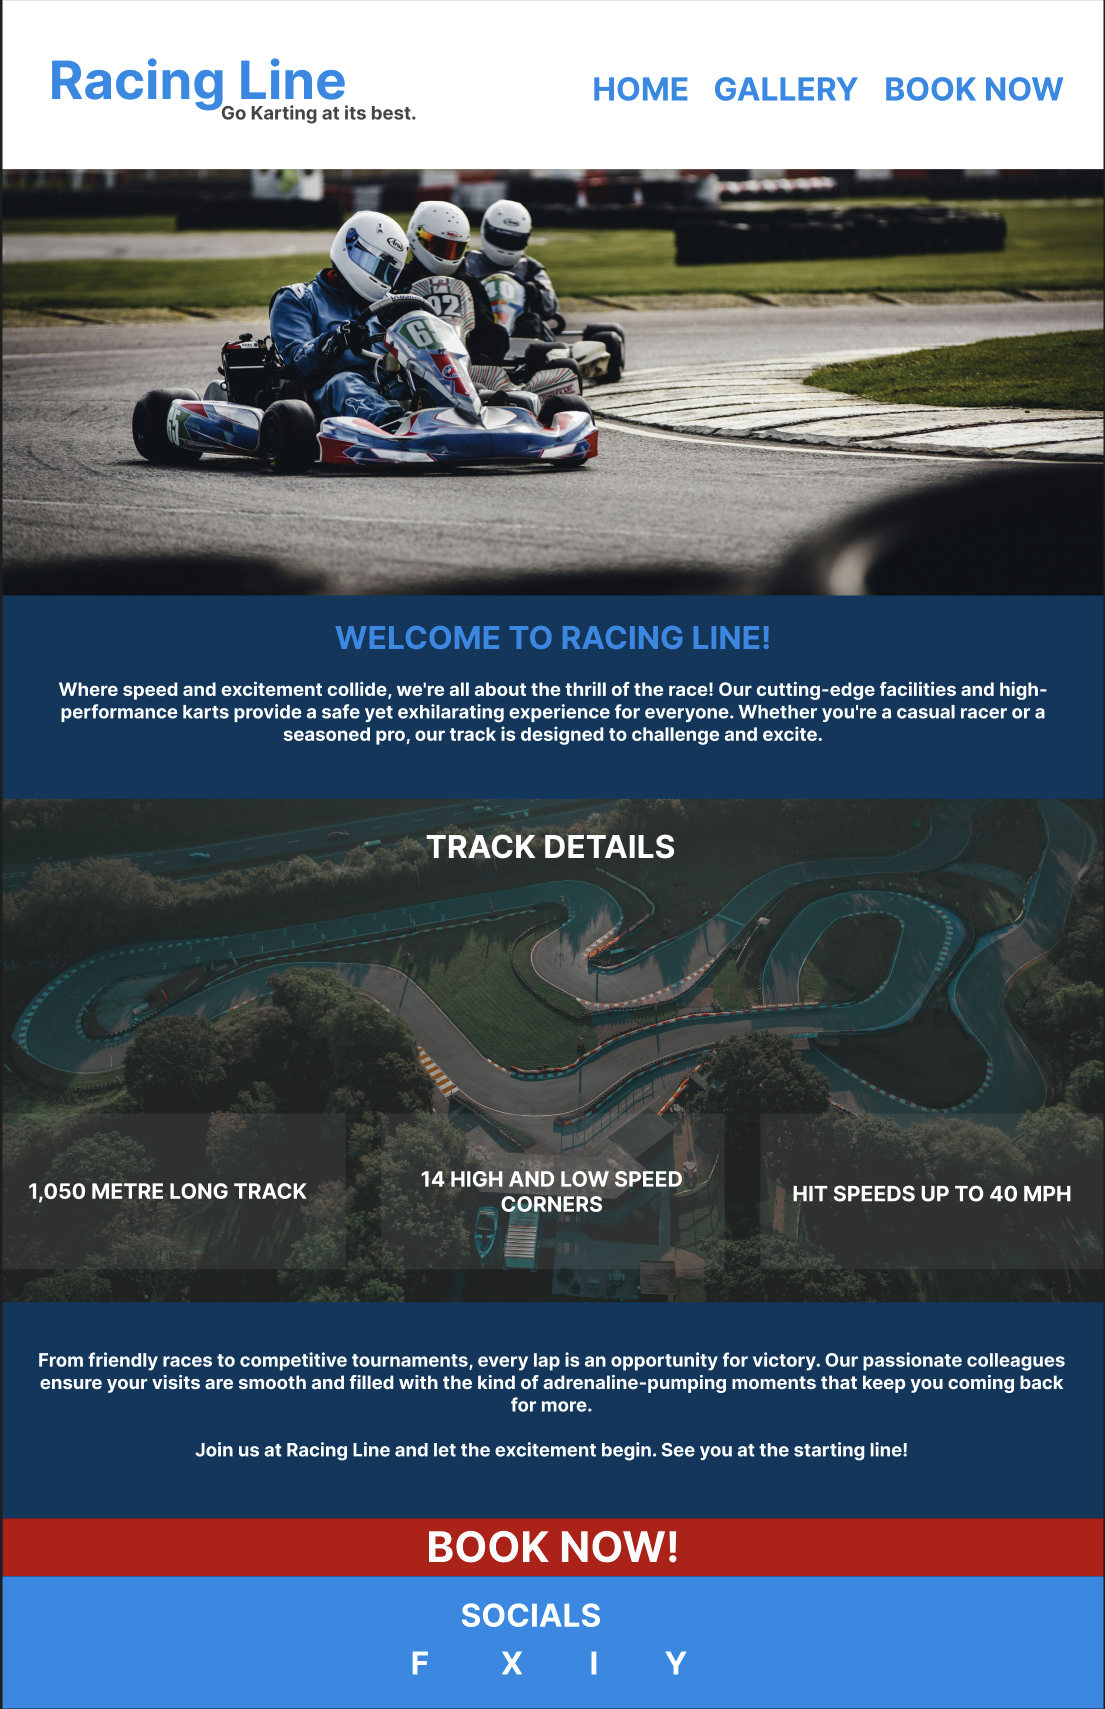 Racing Line
Go Karting at its best.
HOME GALLERY BOOK NOW
92
40
65
WELCOME TO RACING LINE!
Where speed and excitement collide, we're all about the thrill of the race! Our cutting-edge facilities and high-
performance karts provide a safe yet exhilarating experience for everyone. Whether you're a casual racer or a
seasoned pro, our track is designed to challenge and excite.
TRACK DETAILS
1,050 METRE LONG TRACK
14 HIGH AND LOW SPEED
CORNERS
HIT SPEEDS UP TO 40 MPH
From friendly races to competitive tournaments, every lap is an opportunity for victory. Our passionate colleagues
ensure your visits are smooth and filled with the kind of adrenaline-pumping moments that keep you coming back
for more.
Join us at Racing Line and let the excitement begin. See you at the starting line!
BOOK NOW!
SOCIALS
F X I Y